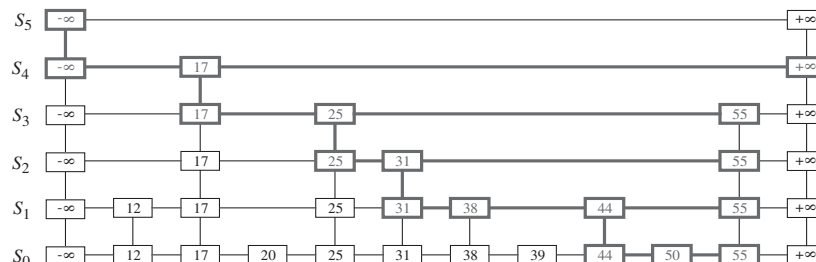 S5 -∞ +∞
S4 -∞ 17 +∞
S3 -∞ 17 25 55 +∞
S2 -∞ 17 25 31 55 +∞
S1 -∞ 12 17 25 31 38 44 55 +∞
S0 -∞ 12 17 20 25 31 38 39 44 50 55 +∞